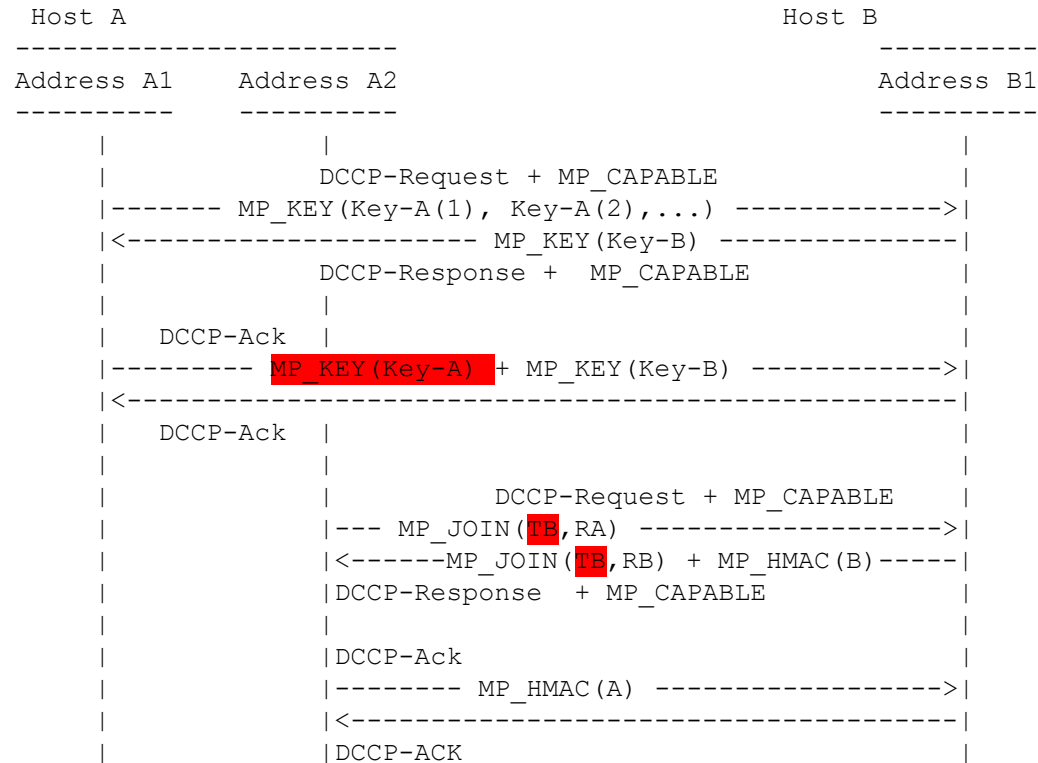 Host A                                         Host B
------------------------                              ----------
Address A1    Address A2                              Address B1
----------    ----------                              ----------
     |             |                                       |
     |             DCCP-Request + MP_CAPABLE               |
     |------- MP_KEY(Key-A(1), Key-A(2),...) ------------->|
     |<---------------------- MP_KEY(Key-B) ---------------|
     |             DCCP-Response +  MP_CAPABLE             |
     |             |                                       |
     |   DCCP-Ack  |                                       |
     |--------- MP_KEY(Key-A) + MP_KEY(Key-B) ------------>|
     |<----------------------------------------------------|
     |   DCCP-Ack  |                                       |
     |             |                                       |
     |             |          DCCP-Request + MP_CAPABLE    |
     |             |--- MP_JOIN(TB,RA) ------------------->|
     |             |<------MP_JOIN(TB,RB) + MP_HMAC(B)-----|
     |             |DCCP-Response  + MP_CAPABLE            |
     |             |                                       |
     |             |DCCP-Ack                               |
     |             |-------- MP_HMAC(A) ------------------>|
     |             |<--------------------------------------|
     |             |DCCP-ACK                               |